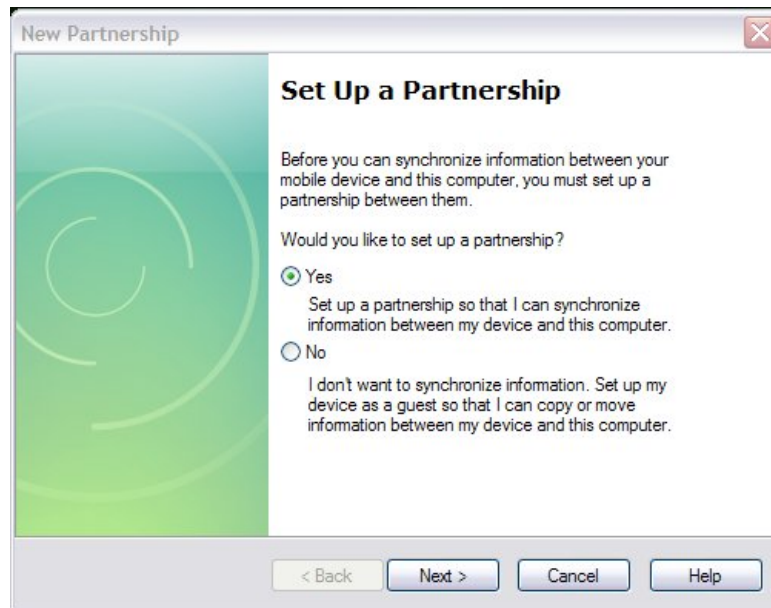 New Partnership
Set Up a Partnership
Before you can synchronize information between your
mobile device and this computer, you must set up a
partnership between them.
Would you like to set up a partnership?
Yes
Set up a partnership so that I can synchronize
information between my device and this computer.
No
I don't want to synchronize information. Set up my
device as a guest so that I can copy or move
information between my device and this computer.
< Back Next > Cancel Help